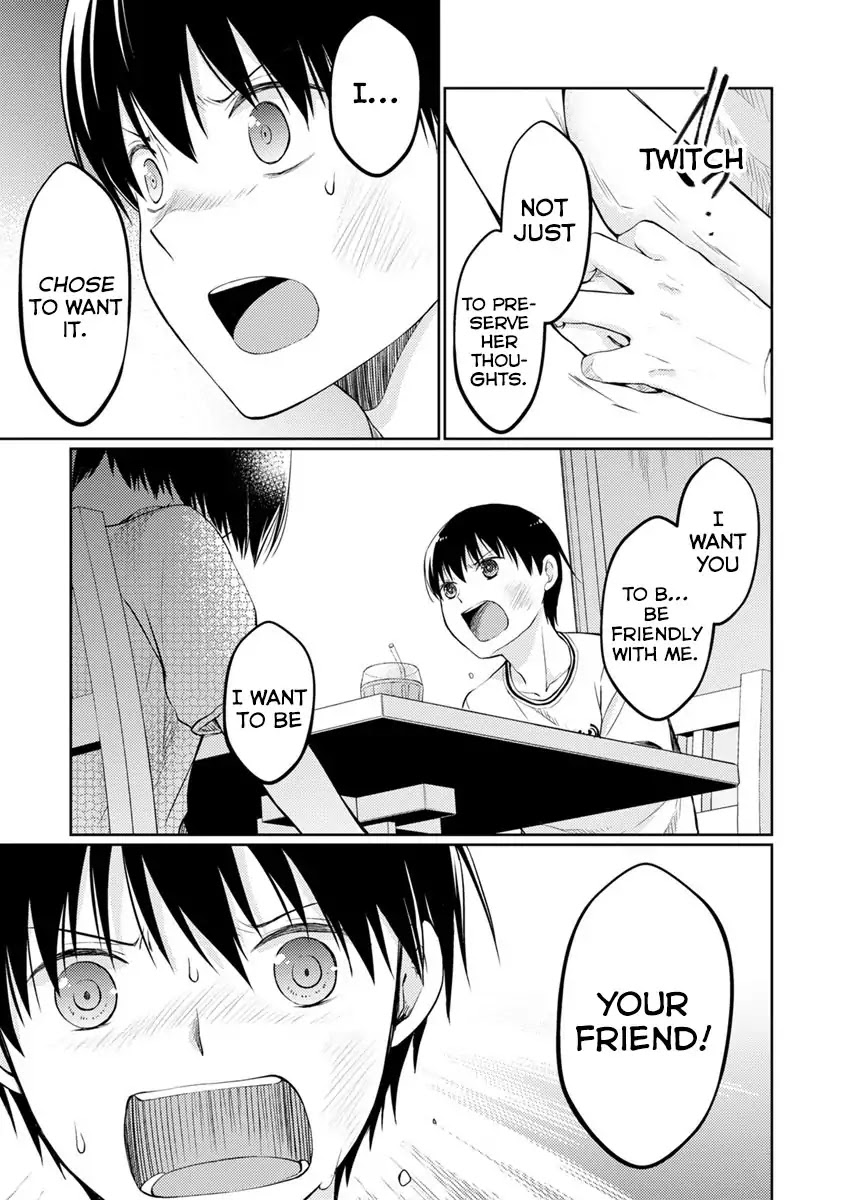 TWITCH
NOT
JUST
TO PRE-
SERVE
HER
THOU-
GHTS.
I...
CHOSE
TO WANT
IT.
I
WANT YOU
TO B...
BE
FRIENDLY
WITH ME.
I WANT
TO BE
YOUR
FRIEND!